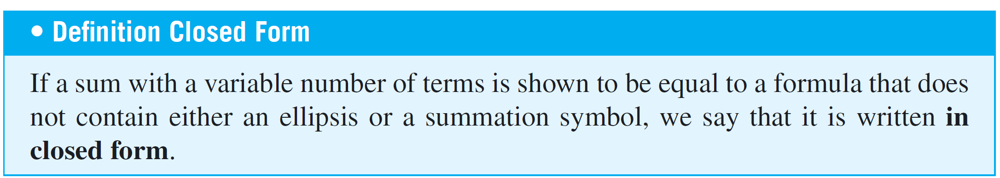 • Definition Closed Form
If a sum with a variable number of terms is shown to be equal to a formula that does
not contain either an ellipsis or a summation symbol, we say that it is written in
closed form.